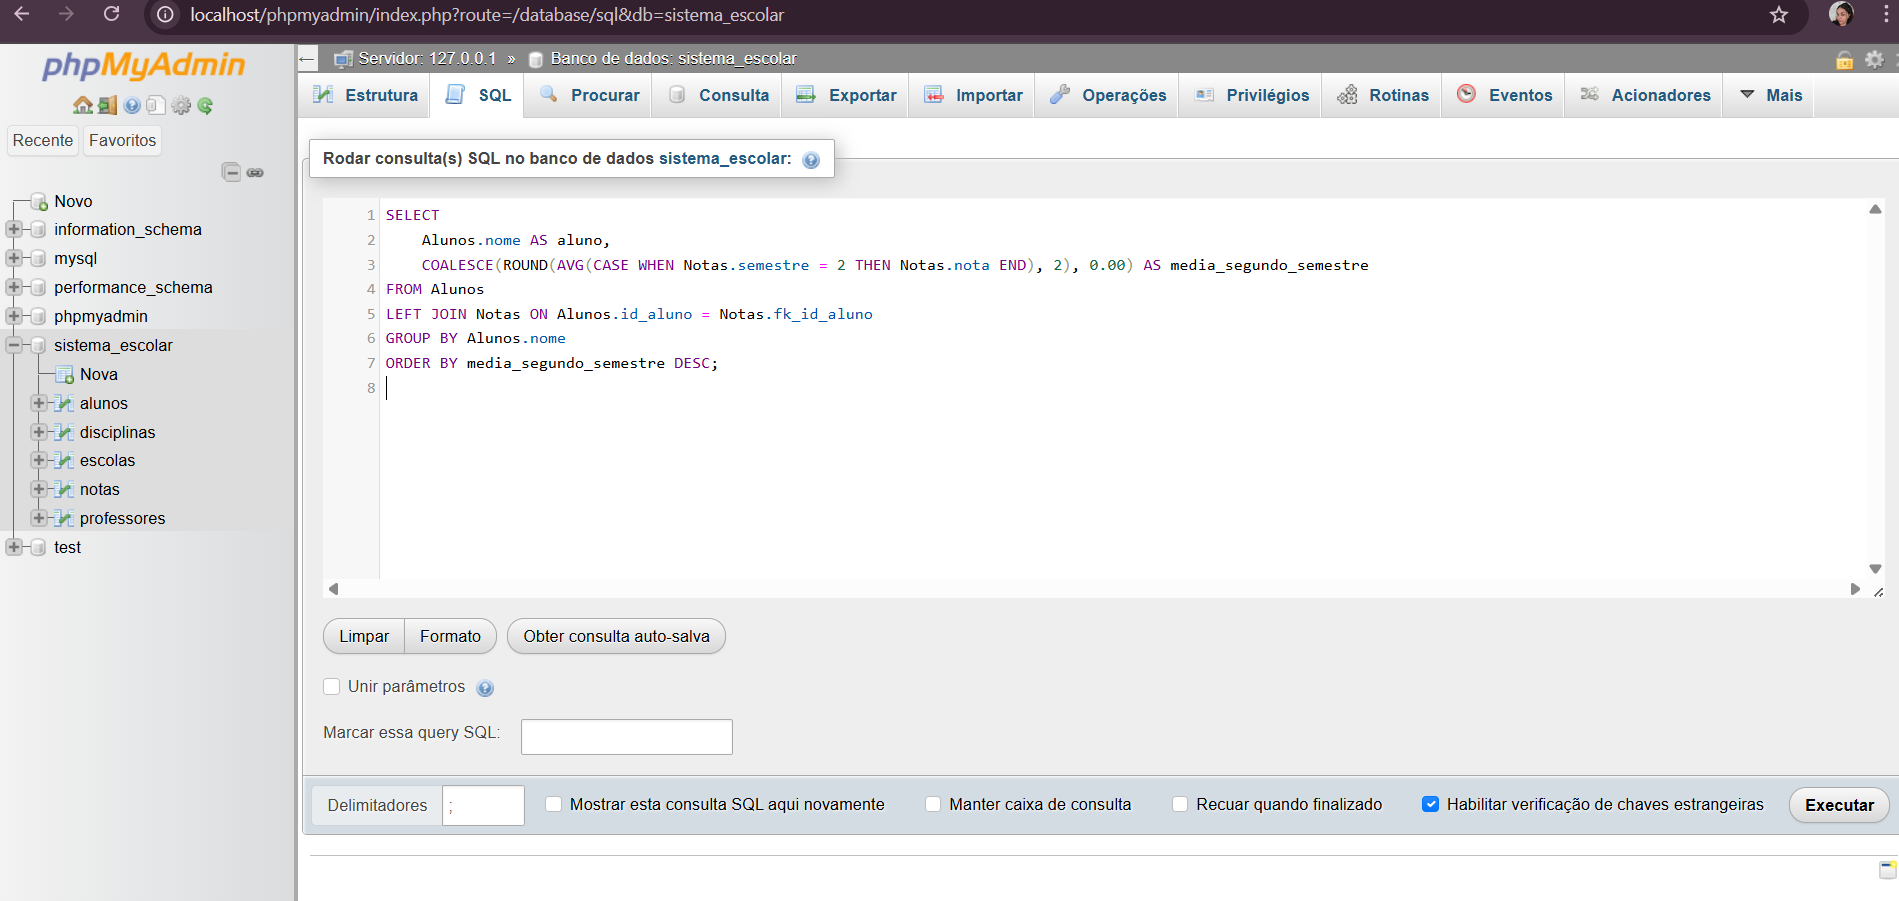 localhost/phpmyadmin/index.php?route=/database/sql&db=sistema_escolar
phpMyAdmin
Recente Favoritos
Novo
information_schema
mysql
performance_schema
phpmyadmin
sistema_escolar
Nova
alunos
disciplinas
escolas
notas
professores
test
Servidor: 127.0.0.1 » Banco de dados: sistema_escolar
Estrutura SQL Procurar Consulta Exportar Importar Operações Privilégios Rotinas Eventos Acionadores Mais
Rodar consulta(s) SQL no banco de dados sistema_escolar:
1 SELECT
2 Alunos.nome AS aluno,
3 COALESCE(ROUND(AVG(CASE WHEN Notas.semestre = 2 THEN Notas.nota END), 2), 0.00) AS media_segundo_semestre
4 FROM Alunos
5 LEFT JOIN Notas ON Alunos.id_aluno = Notas.fk_id_aluno
6 GROUP BY Alunos.nome
7 ORDER BY media_segundo_semestre DESC;
8
Limpar Formato Obter consulta auto-salva
Unir parâmetros
Marcar essa query SQL:
Delimitadores ; Mostrar esta consulta SQL aqui novamente Manter caixa de consulta Recuar quando finalizado Habilitar verificação de chaves estrangeiras Executar